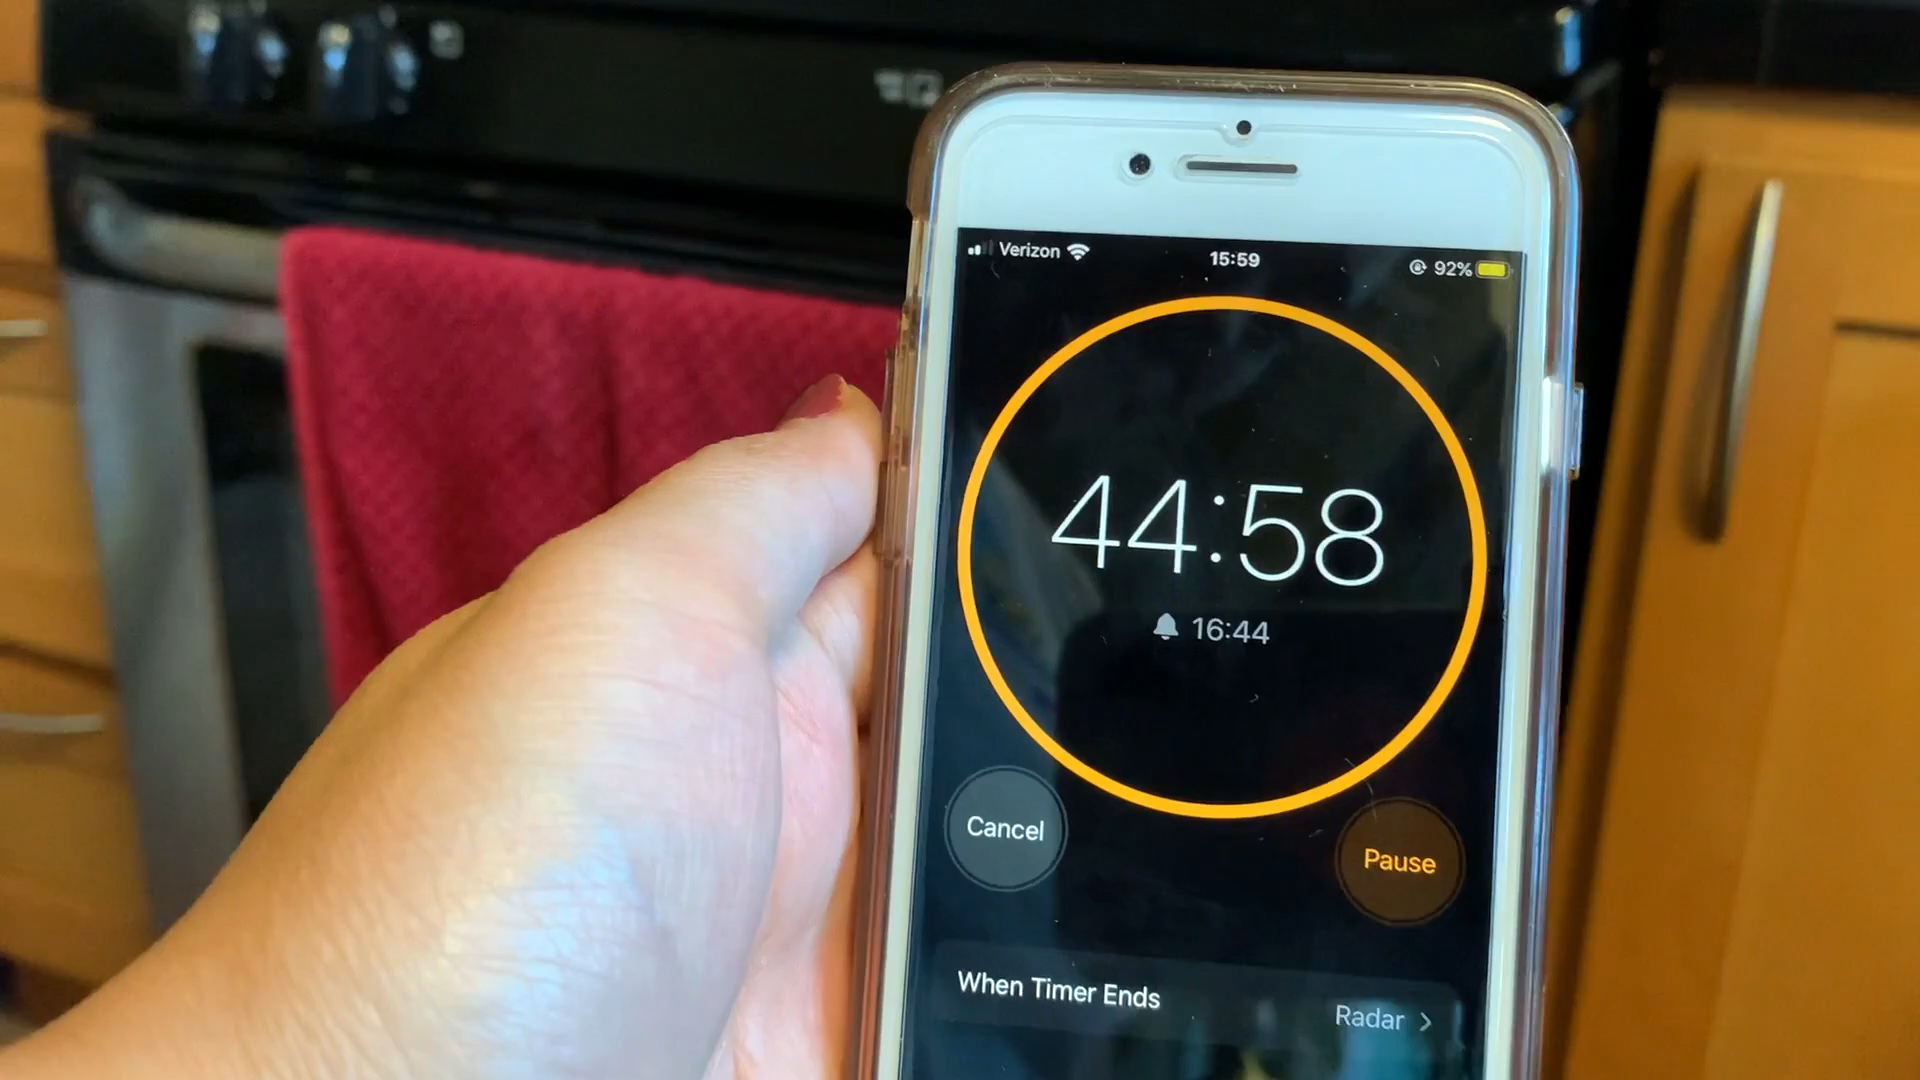 Verizon 15:59 92%
44:58
16:44
Cancel Pause
When Timer Ends Radar